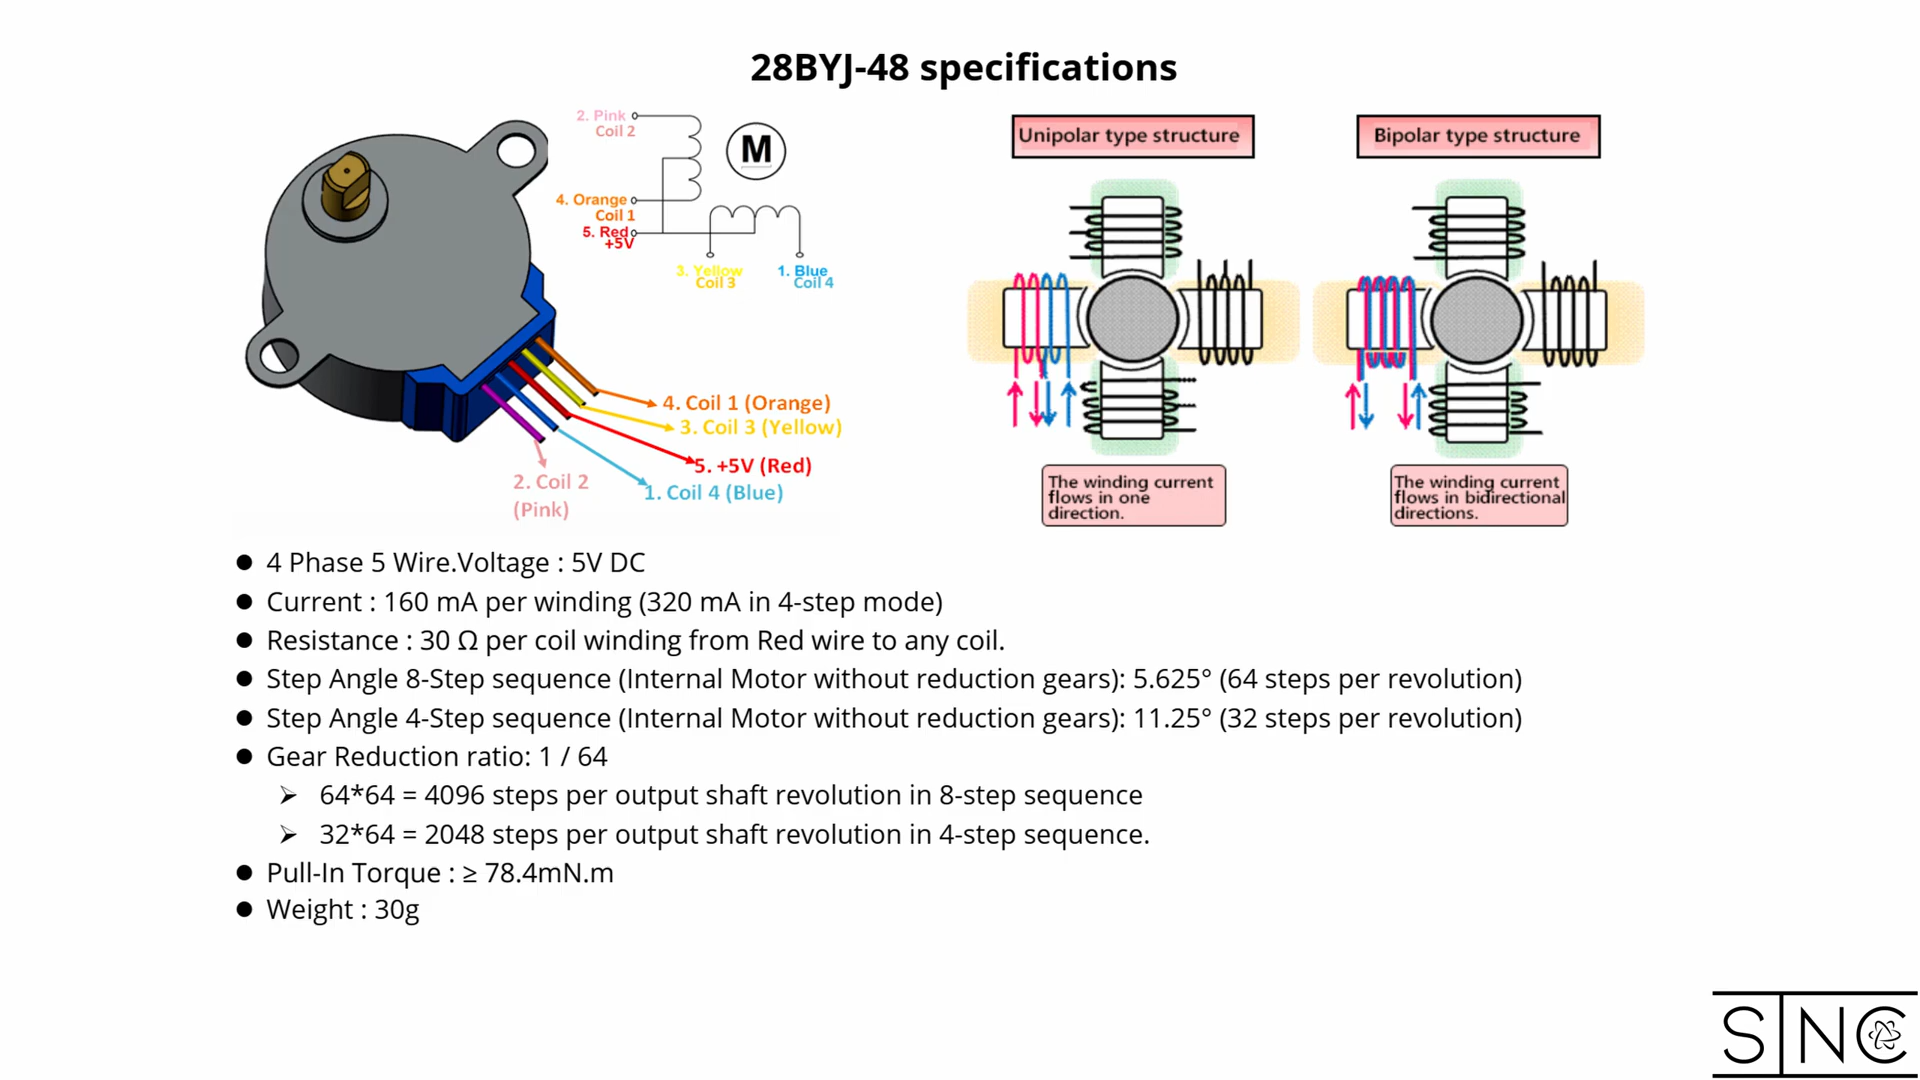 28BYJ-48 specifications
2. Pink
Coil 2
M
4. Orange
Coil 1
5. Red
+5V
3. Yellow
Coil 3
1. Blue
Coil 4
4. Coil 1 (Orange)
3. Coil 3 (Yellow)
5. +5V (Red)
1. Coil 4 (Blue)
2. Coil 2
(Pink)
Unipolar type structure
The winding current
flows in one
direction.
Bipolar type structure
The winding current
flows in bidirectional
directions.
● 4 Phase 5 Wire.Voltage : 5V DC
● Current : 160 mA per winding (320 mA in 4-step mode)
● Resistance : 30 Ω per coil winding from Red wire to any coil.
● Step Angle 8-Step sequence (Internal Motor without reduction gears): 5.625° (64 steps per revolution)
● Step Angle 4-Step sequence (Internal Motor without reduction gears): 11.25° (32 steps per revolution)
● Gear Reduction ratio: 1 / 64
➢ 64*64 = 4096 steps per output shaft revolution in 8-step sequence
➢ 32*64 = 2048 steps per output shaft revolution in 4-step sequence.
● Pull-In Torque : ≥ 78.4mN.m
● Weight : 30g
SNC